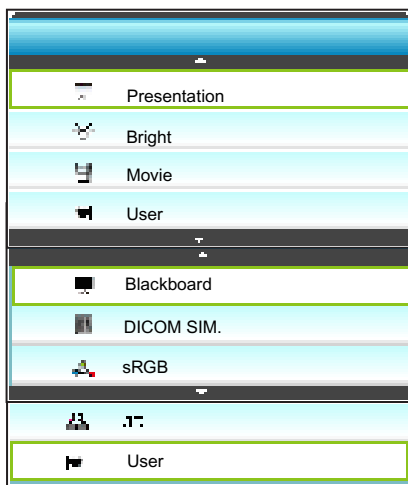 Presentation
Bright
Movie
User
Blackboard
DICOM SIM.
sRGB
User